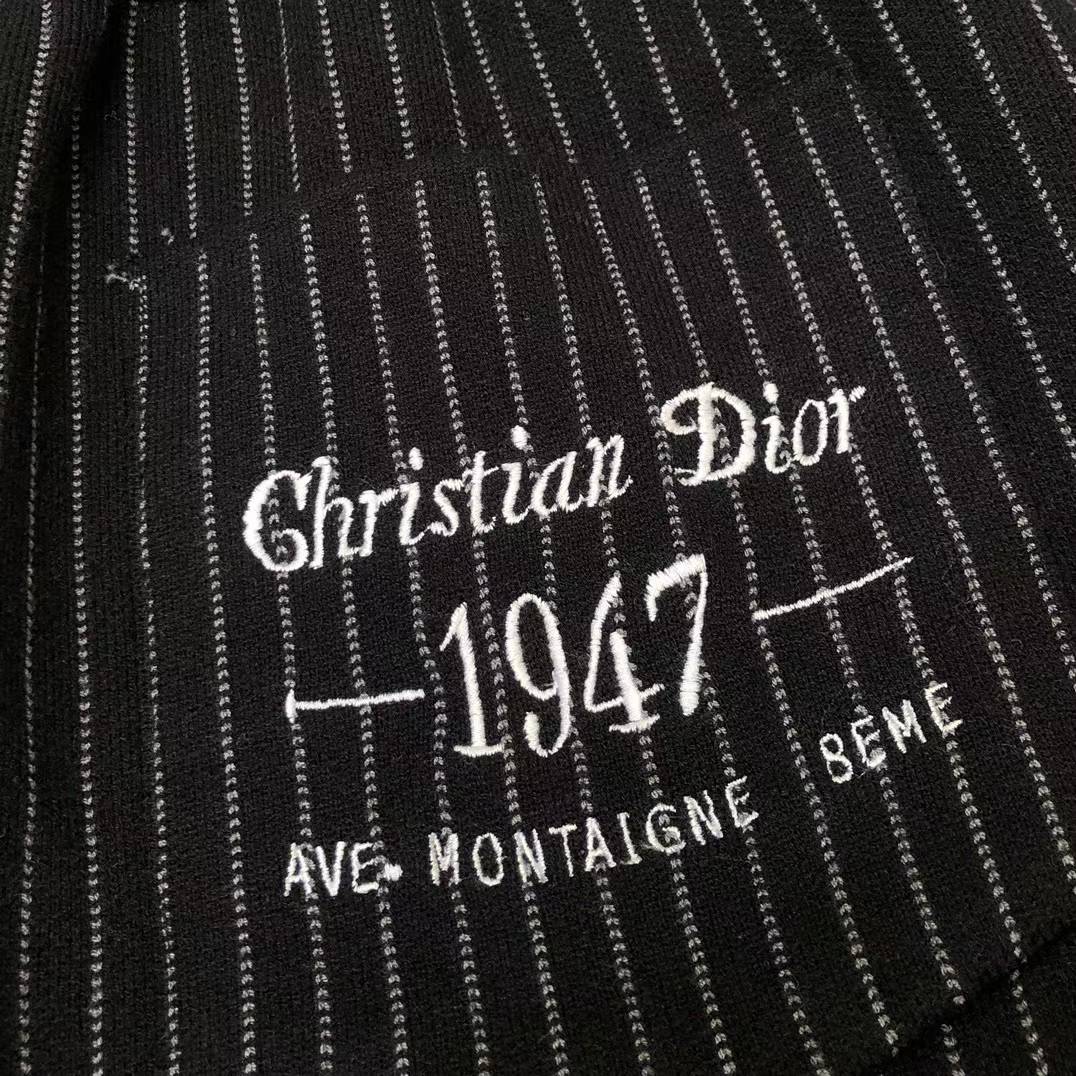 Christian Dior
1947
AVE. MONTAIGNE 8EME